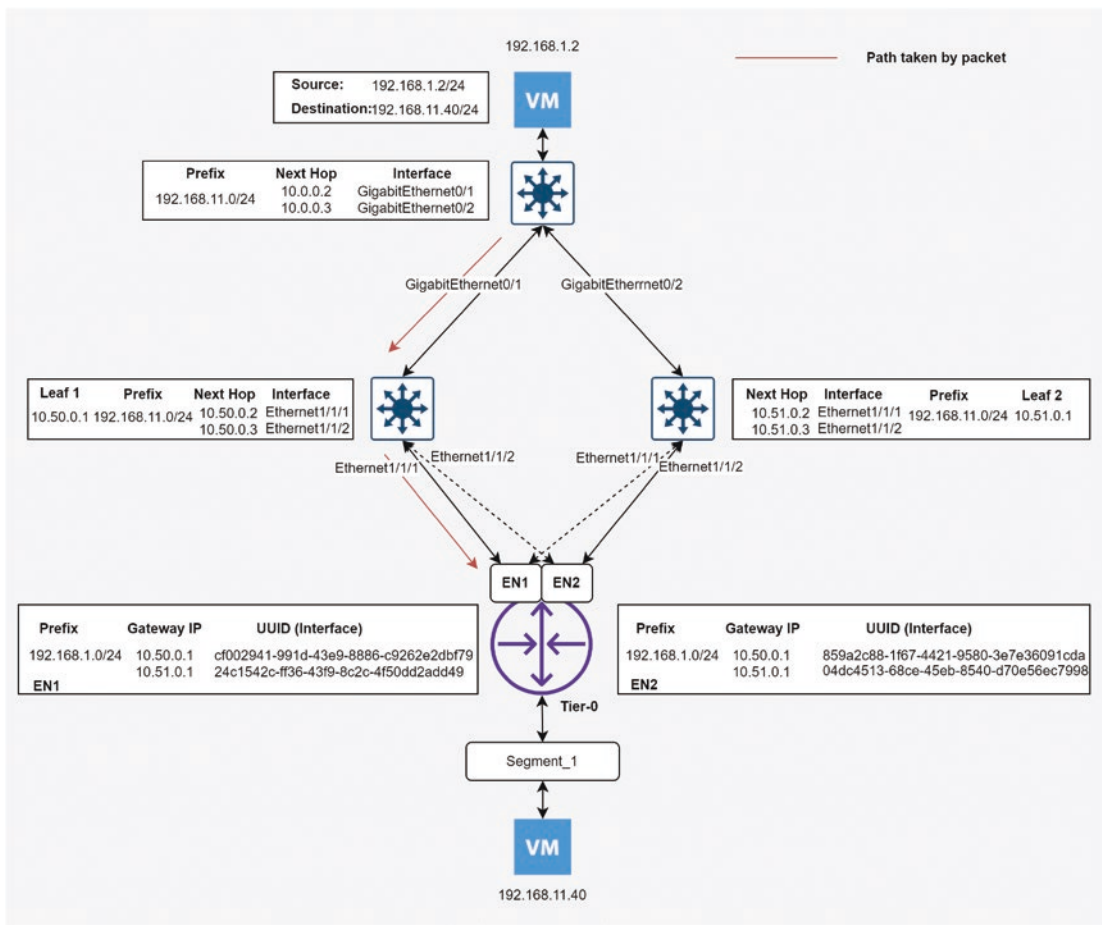 192.168.1.2
Path taken by packet
Source: 192.168.1.2/24
Destination: 192.168.11.40/24
VM
Prefix Next Hop Interface
192.168.11.0/24 10.0.0.2 GigabitEthernet0/1
10.0.0.3 GigabitEthernet0/2
GigabitEthernet0/1 GigabitEtherrnet0/2
Leaf 1 Prefix Next Hop Interface
10.50.0.1 192.168.11.0/24 10.50.0.2 Ethernet1/1/1
10.50.0.3 Ethernet1/1/2
Next Hop Interface Prefix Leaf 2
10.51.0.2 Ethernet1/1/1 192.168.11.0/24 10.51.0.1
10.51.0.3 Ethernet1/1/2
Ethernet1/1/2
Ethernet1/1/1
Ethernet1/1/1
Ethernet1/1/2
EN1 EN2
Prefix Gateway IP UUID (Interface)
192.168.1.0/24 10.50.0.1 cf002941-991d-43e9-8886-c9262e2dbf79
10.51.0.1 24c1542c-ff36-43f9-8c2c-4f50dd2add49
EN1
Prefix Gateway IP UUID (Interface)
192.168.1.0/24 10.50.0.1 859a2c88-1f67-4421-9580-3e7e36091cda
10.51.0.1 04dc4513-68ce-45eb-8540-d70e56ec7998
EN2
Tier-0
Segment_1
VM
192.168.11.40